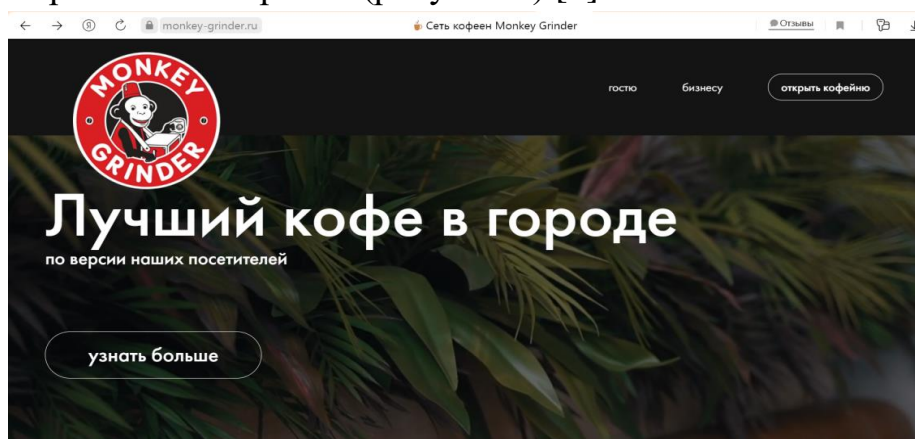 monkey-grinder.ru
Сеть кофеен Monkey Grinder
Отзывы
MONKEY
GRINDER
гостю
бизнесу
открыть кофейню
Лучший кофе в городе
по версии наших посетителей
узнать больше